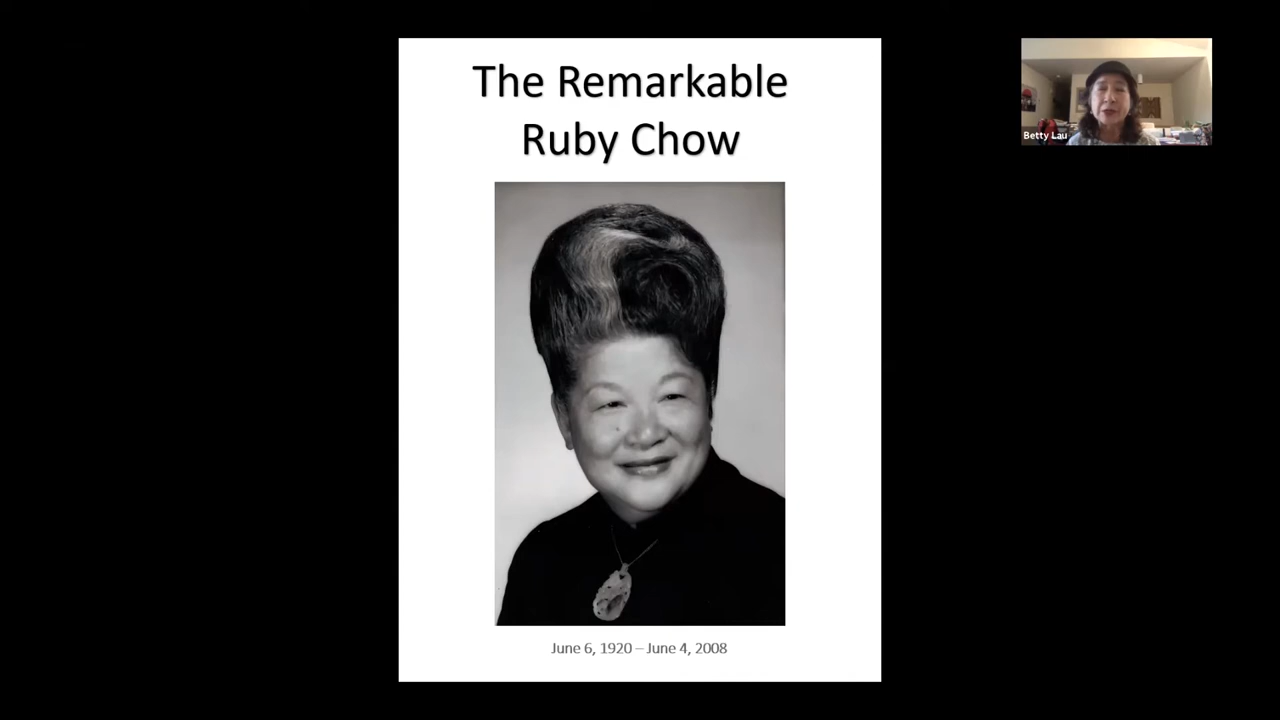 The Remarkable
Ruby Chow
Betty Lau
June 6, 1920 – June 4, 2008